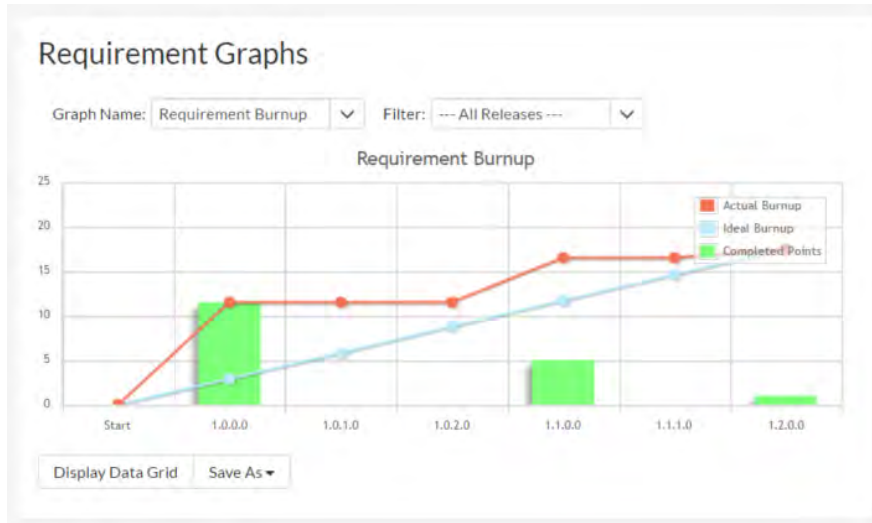 Requirement Graphs
Graph Name: Requirement Burnup Filter: --- All Releases ---
Requirement Burnup
25
20
15
10
5
0
Actual Burnup
Ideal Burnup
Completed Points
Start 1.0.0.0 1.0.1.0 1.0.2.0 1.1.0.0 1.1.1.0 1.2.0.0
Display Data Grid Save As